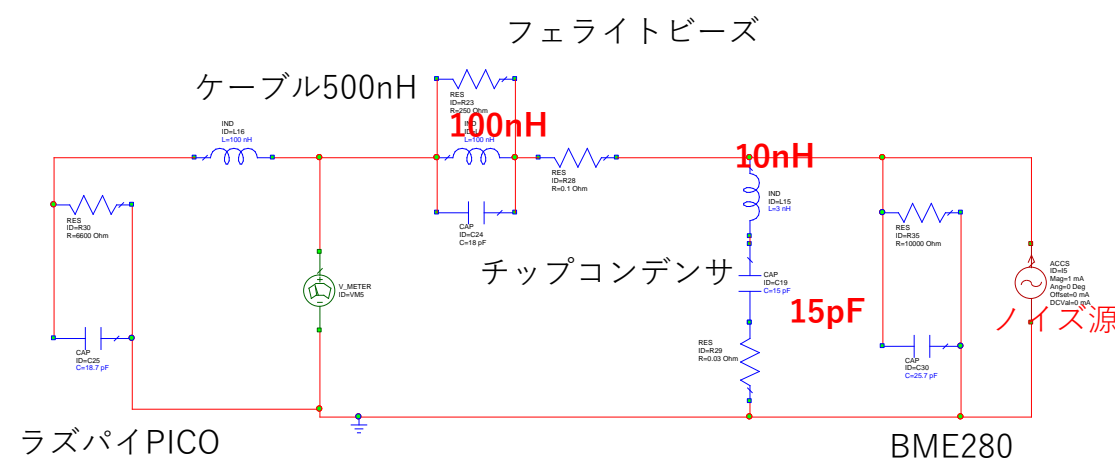 フェライトビーズ
ケーブル500nH
RES
ID=R23
R=250 Ohm
IND
ID=L16
L=100 nH
100nH
L=100 nH
10nH
RES
ID=R28
R=0.1 Ohm
IND
ID=L15
L=3 nH
RES
ID=R30
R=6600 Ohm
CAP
ID=C24
C=18 pF
RES
ID=R35
R=10000 Ohm
V_METER
ID=VM5
チップコンデンサ
CAP
ID=C19
C=15 pF
15pF
ACCS
ID=I5
Mag=1 mA
Ang=0 Deg
Offset=0 mA
DCVal=0 mA
ノイズ源
CAP
ID=C25
C=18.7 pF
RES
ID=R29
R=0.03 Ohm
CAP
ID=C30
C=25.7 pF
ラズパイPICO
BME280